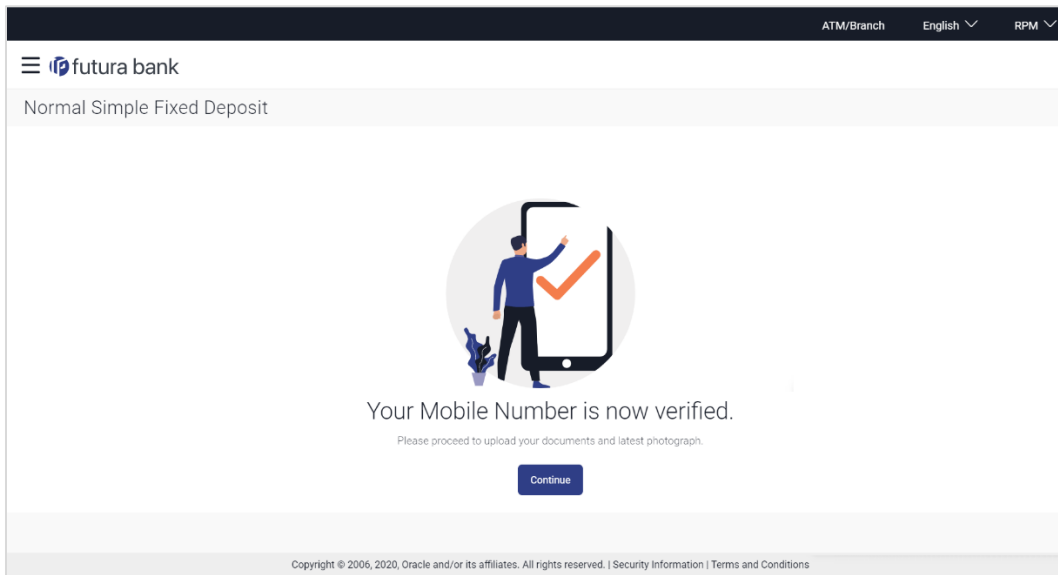 ATM/Branch English RPM
futura bank
Normal Simple Fixed Deposit
Your Mobile Number is now verified.
Please proceed to upload your documents and latest photograph.
Continue
Copyright © 2006, 2020, Oracle and/or its affiliates. All rights reserved. | Security Information | Terms and Conditions